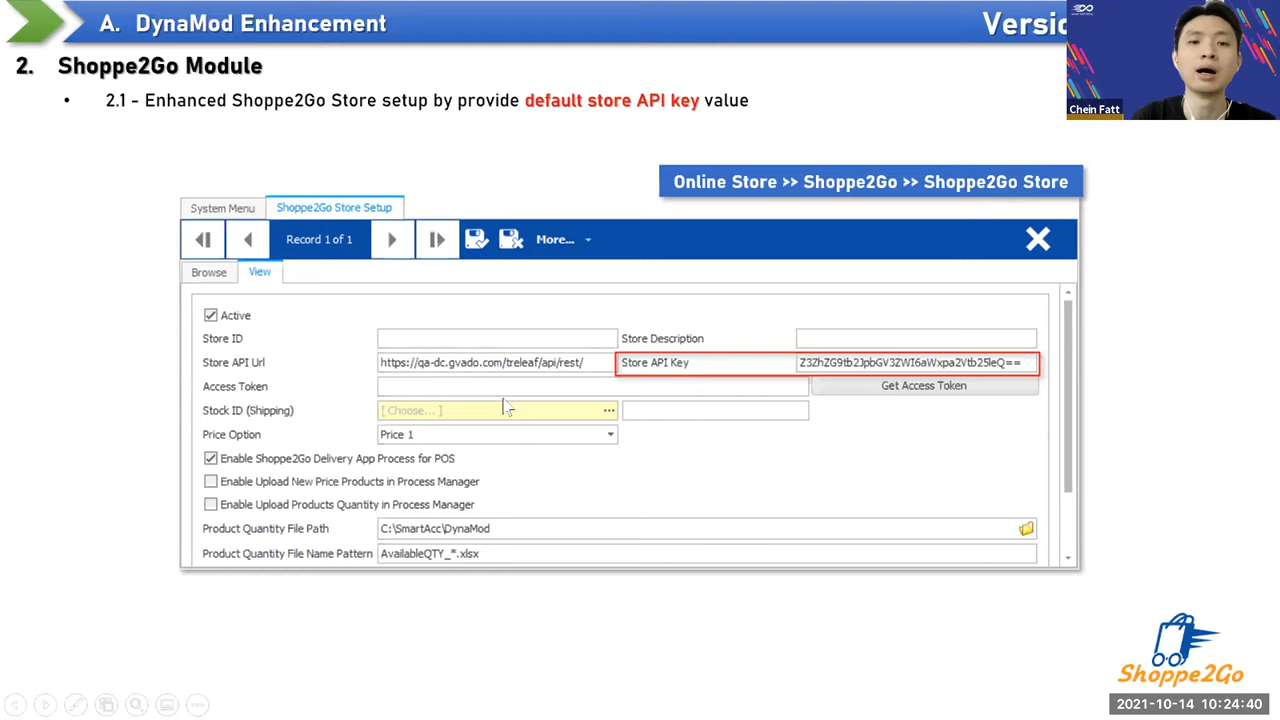 A. DynaMod Enhancement
Versio
Chein Fatt
2. Shoppe2Go Module
• 2.1 - Enhanced Shoppe2Go Store setup by provide default store API key value
Online Store >> Shoppe2Go >> Shoppe2Go Store
System Menu Shoppe2Go Store Setup
Record 1 of 1 More...
Browse View
Active
Store ID Store Description
Store API Url https://qa-dc.gvado.com/treleaf/api/rest/ Store API Key Z3ZhZG9tb2JpbGV3ZWI6aWxpa2Vtb25leQ==
Access Token Get Access Token
Stock ID (Shipping) [ Choose... ] ...
Price Option Price 1
Enable Shoppe2Go Delivery App Process for POS
Enable Upload New Price Products in Process Manager
Enable Upload Products Quantity in Process Manager
Product Quantity File Path C:\SmartAcc\DynaMod
Product Quantity File Name Pattern AvailableQTY_*.xlsx
Shoppe2Go
2021-10-14 10:24:40